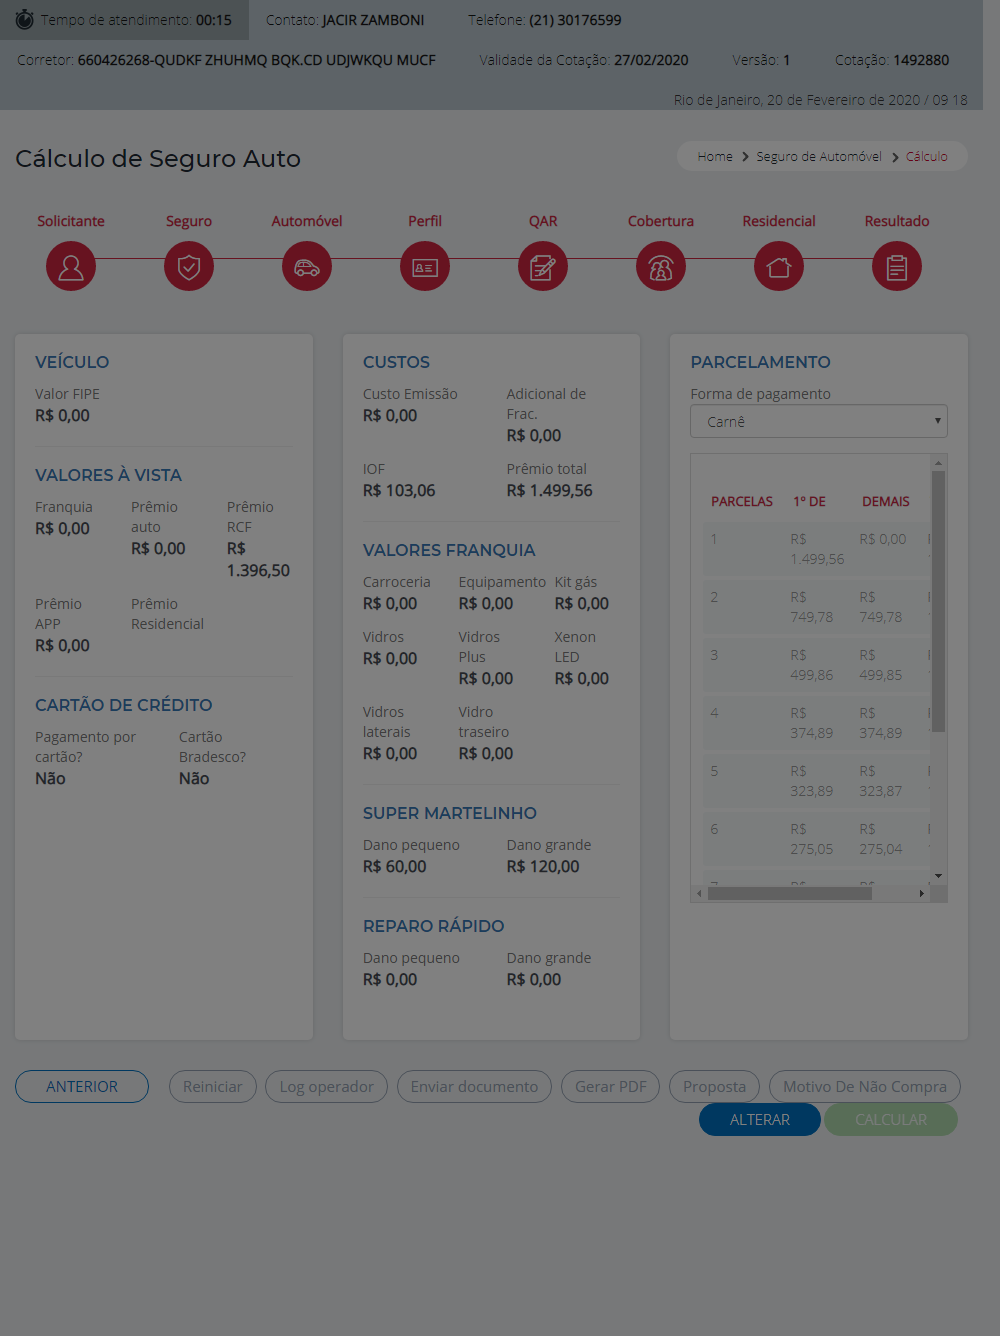 Tempo de atendimento: 00:15 Contato: JACIR ZAMBONI Telefone: (21) 30176599
Corretor: 660426268-QUDKF ZHUHMQ BQK.CD UDJWKQU MUCF Validade da Cotação: 27/02/2020 Versão: 1 Cotação: 1492880
Rio de Janeiro, 20 de Fevereiro de 2020 / 09 18
Cálculo de Seguro Auto
Home > Seguro de Automóvel > Cálculo
Solicitante Seguro Automóvel Perfil QAR Cobertura Residencial Resultado
VEÍCULO
Valor FIPE
R$ 0,00
VALORES À VISTA
Franquia
R$ 0,00
Prêmio
auto
R$ 0,00
Prêmio
RCF
R$
1.396,50
Prêmio
APP
R$ 0,00
Prêmio
Residencial
CARTÃO DE CRÉDITO
Pagamento por
cartão?
Não
Cartão
Bradesco?
Não
CUSTOS
Custo Emissão
R$ 0,00
Adicional de
Frac.
R$ 0,00
IOF
R$ 103,06
Prêmio total
R$ 1.499,56
VALORES FRANQUIA
Carroceria
R$ 0,00
Equipamento
R$ 0,00
Kit gás
R$ 0,00
Vidros
R$ 0,00
Vidros
Plus
R$ 0,00
Xenon
LED
R$ 0,00
Vidros
laterais
R$ 0,00
Vidro
traseiro
R$ 0,00
SUPER MARTELINHO
Dano pequeno
R$ 60,00
Dano grande
R$ 120,00
REPARO RÁPIDO
Dano pequeno
R$ 0,00
Dano grande
R$ 0,00
PARCELAMENTO
Forma de pagamento
Carnê
PARCELAS 1º DE DEMAIS
1 R$ R$ 0,00
1.499,56
2 R$ R$
749,78 749,78
3 R$ R$
499,86 499,85
4 R$ R$
374,89 374,89
5 R$ R$
323,89 323,87
6 R$ R$
275,05 275,04
ANTERIOR Reiniciar Log operador Enviar documento Gerar PDF Proposta Motivo De Não Compra
ALTERAR CALCULAR